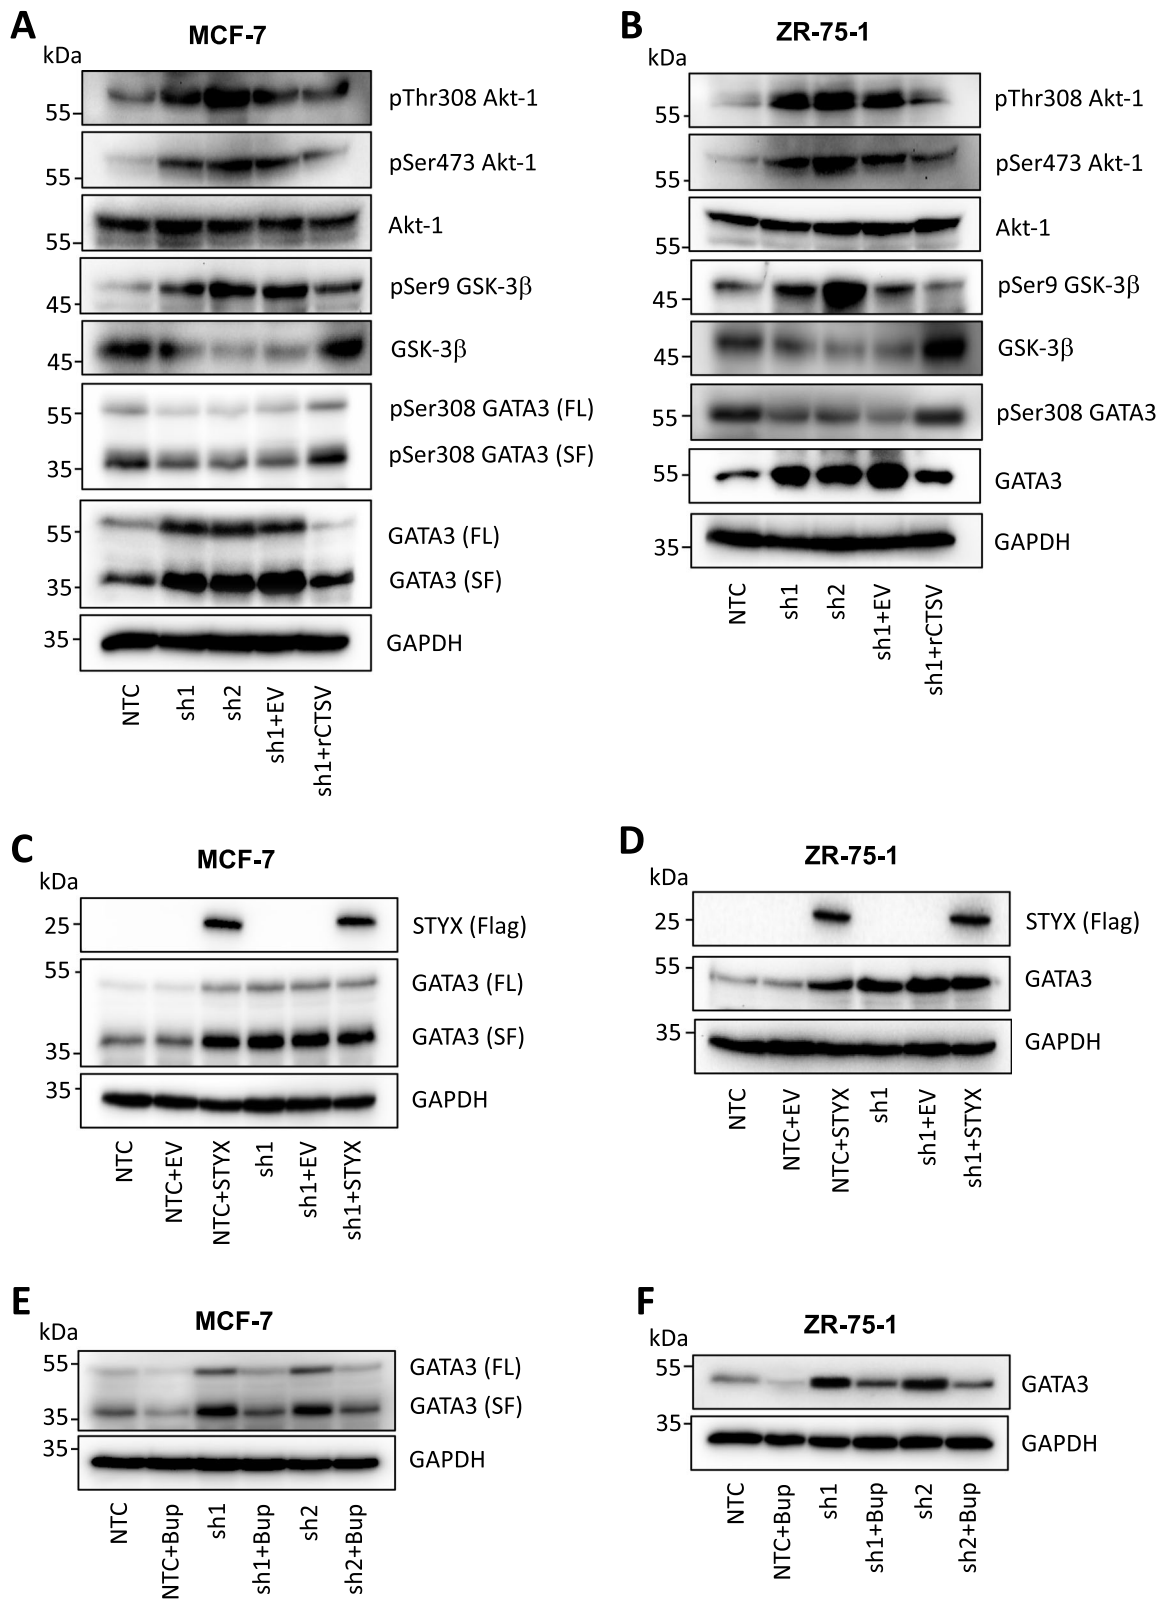 A
MCF-7
kDa
55
pThr308 Akt-1
55
pSer473 Akt-1
55
Akt-1
45
pSer9 GSK-3β
45
GSK-3β
55
pSer308 GATA3 (FL)
35
pSer308 GATA3 (SF)
55
GATA3 (FL)
35
GATA3 (SF)
35
GAPDH
NTC
sh1
sh2
sh1+EV
sh1+rCTSV
B
ZR-75-1
kDa
55
pThr308 Akt-1
55
pSer473 Akt-1
55
Akt-1
45
pSer9 GSK-3β
45
GSK-3β
55
pSer308 GATA3
55
GATA3
35
GAPDH
NTC
sh1
sh2
sh1+EV
sh1+rCTSV
C
MCF-7
kDa
25
STYX (Flag)
55
GATA3 (FL)
35
GATA3 (SF)
35
GAPDH
NTC
NTC+EV
NTC+STYX
sh1
sh1+EV
sh1+STYX
D
ZR-75-1
kDa
25
STYX (Flag)
55
GATA3
35
GAPDH
NTC
NTC+EV
NTC+STYX
sh1
sh1+EV
sh1+STYX
E
MCF-7
kDa
55
GATA3 (FL)
35
GATA3 (SF)
35
GAPDH
NTC
NTC+Bup
sh1
sh1+Bup
sh2
sh2+Bup
F
ZR-75-1
kDa
55
GATA3
35
GAPDH
NTC
NTC+Bup
sh1
sh1+Bup
sh2
sh2+Bup